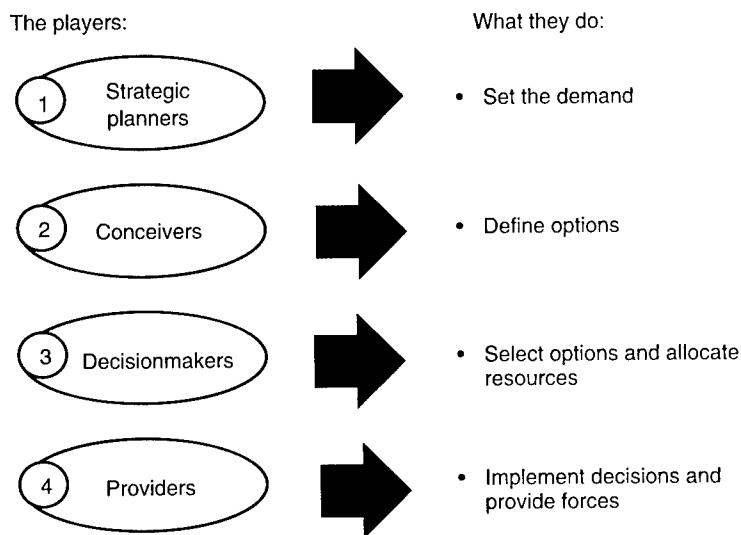 The players:
What they do:
1
Strategic
planners
• Set the demand
2
Conceivers
• Define options
3
Decisionmakers
• Select options and allocate
resources
4
Providers
• Implement decisions and
provide forces